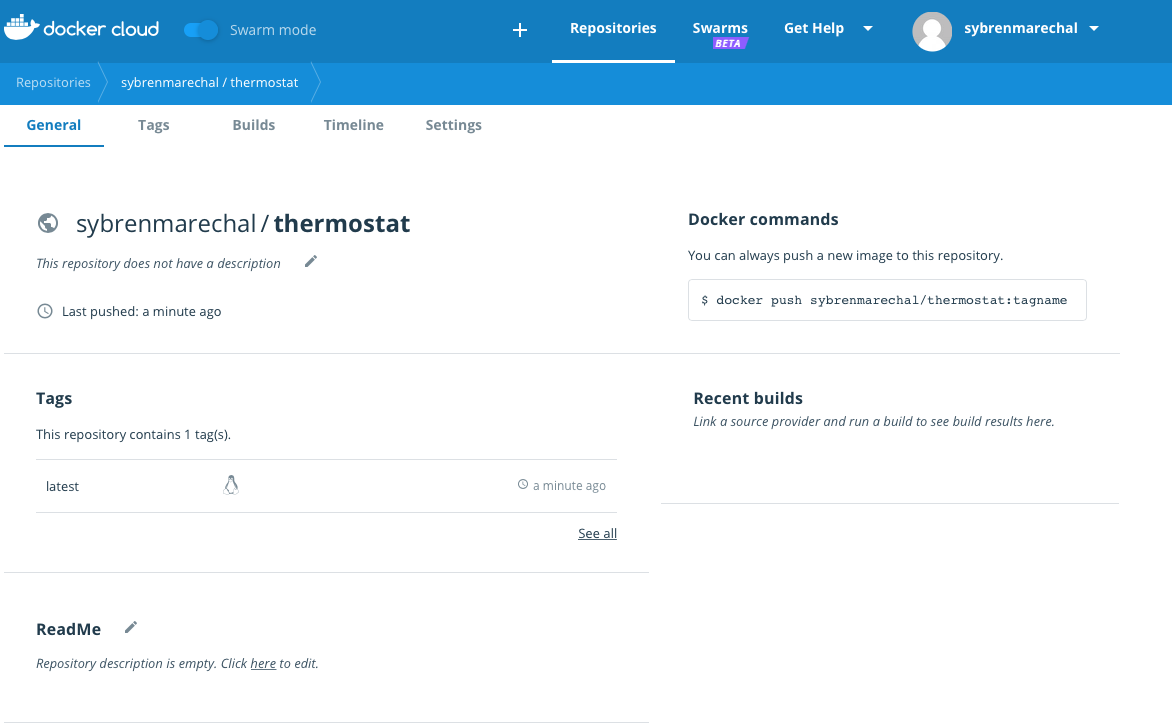 docker cloud Swarm mode + Repositories Swarms Get Help sybrenmarechal
BETA
Repositories sybrenmarechal / thermostat
General Tags Builds Timeline Settings
sybrenmarechal / thermostat
This repository does not have a description
Last pushed: a minute ago
Docker commands
You can always push a new image to this repository.
$ docker push sybrenmarechal/thermostat:tagname
Tags
This repository contains 1 tag(s).
latest a minute ago
See all
Recent builds
Link a source provider and run a build to see build results here.
ReadMe
Repository description is empty. Click here to edit.